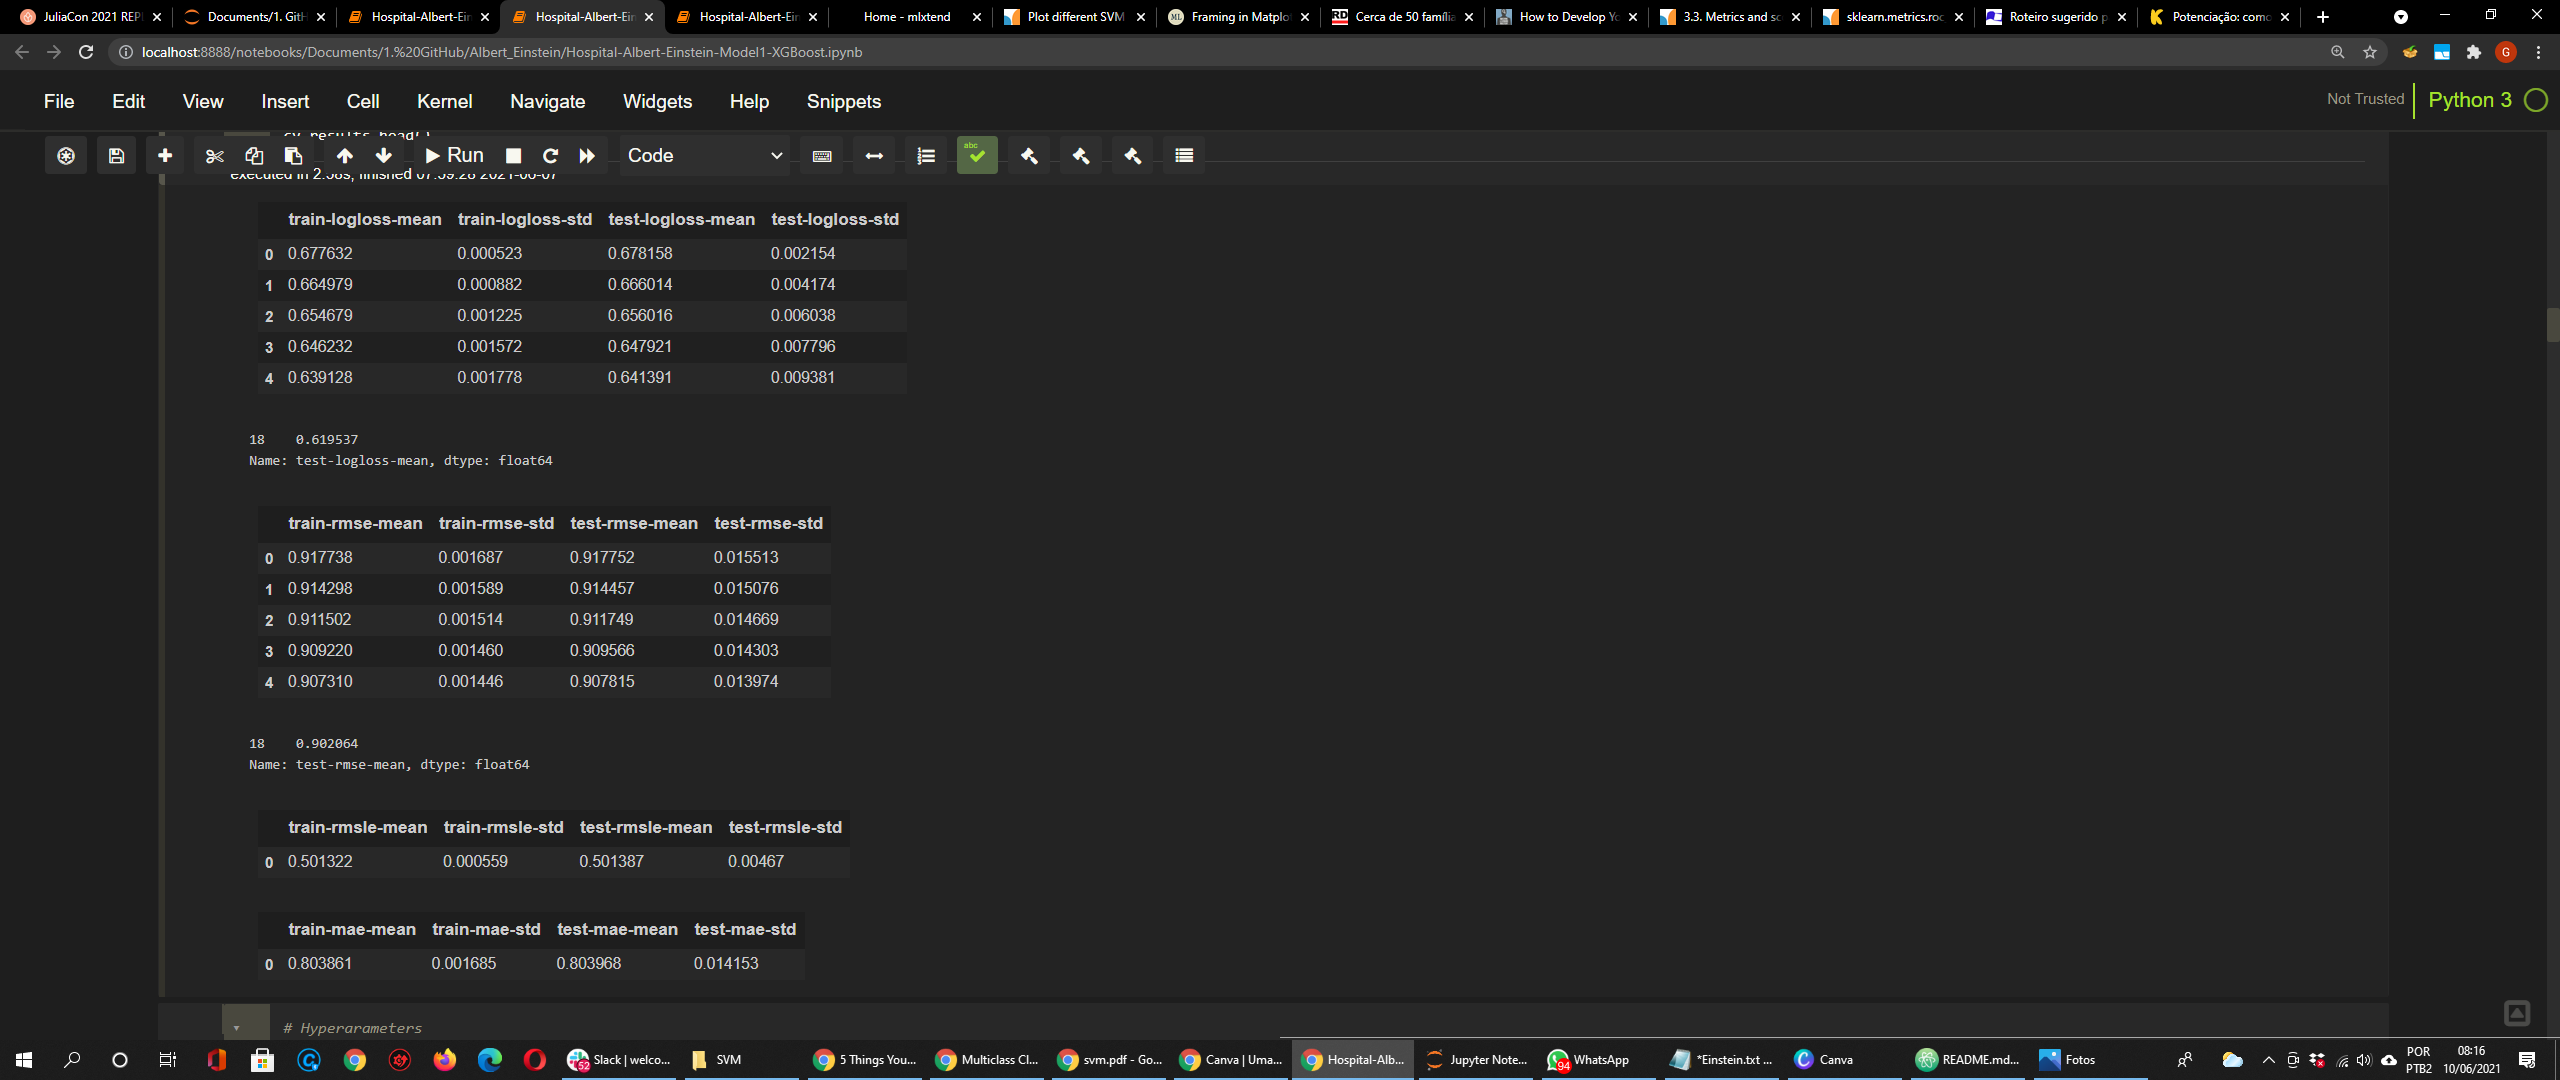 JuliaCon 2021 REP
Documents/1. GitH
Hospital-Albert-Ein
Hospital-Albert-Ein
Hospital-Albert-Ein
Home - mlxtend
Plot different SVM
Framing in Matplo
Cerca de 50 família
How to Develop Yo
3.3. Metrics and sc
sklearn.metrics.roc
Roteiro sugerido p
Potenciação: como
localhost:8888/notebooks/Documents/1.%20GitHub/Albert_Einstein/Hospital-Albert-Einstein-Model1-XGBoost.ipynb
G
File Edit View Insert Cell Kernel Navigate Widgets Help Snippets
Not Trusted
Python 3
cv_results.head()
Run
Code
abc
executed in 2.58s, finished 07:59:28 2021-06-07
train-logloss-mean train-logloss-std test-logloss-mean test-logloss-std
0 0.677632 0.000523 0.678158 0.002154
1 0.664979 0.000882 0.666014 0.004174
2 0.654679 0.001225 0.656016 0.006038
3 0.646232 0.001572 0.647921 0.007796
4 0.639128 0.001778 0.641391 0.009381
18 0.619537
Name: test-logloss-mean, dtype: float64
train-rmse-mean train-rmse-std test-rmse-mean test-rmse-std
0 0.917738 0.001687 0.917752 0.015513
1 0.914298 0.001589 0.914457 0.015076
2 0.911502 0.001514 0.911749 0.014669
3 0.909220 0.001460 0.909566 0.014303
4 0.907310 0.001446 0.907815 0.013974
18 0.902064
Name: test-rmse-mean, dtype: float64
train-rmsle-mean train-rmsle-std test-rmsle-mean test-rmsle-std
0 0.501322 0.000559 0.501387 0.00467
train-mae-mean train-mae-std test-mae-mean test-mae-std
0 0.803861 0.001685 0.803968 0.014153
# Hyperarameters
52
Slack | welco...
SVM
5 Things You...
Multiclass Cl...
svm.pdf - Go...
Canva | Uma...
Hospital-Alb...
Jupyter Note...
94
WhatsApp
*Einstein.txt ...
Canva
README.md...
Fotos
POR
PTB2
08:16
10/06/2021